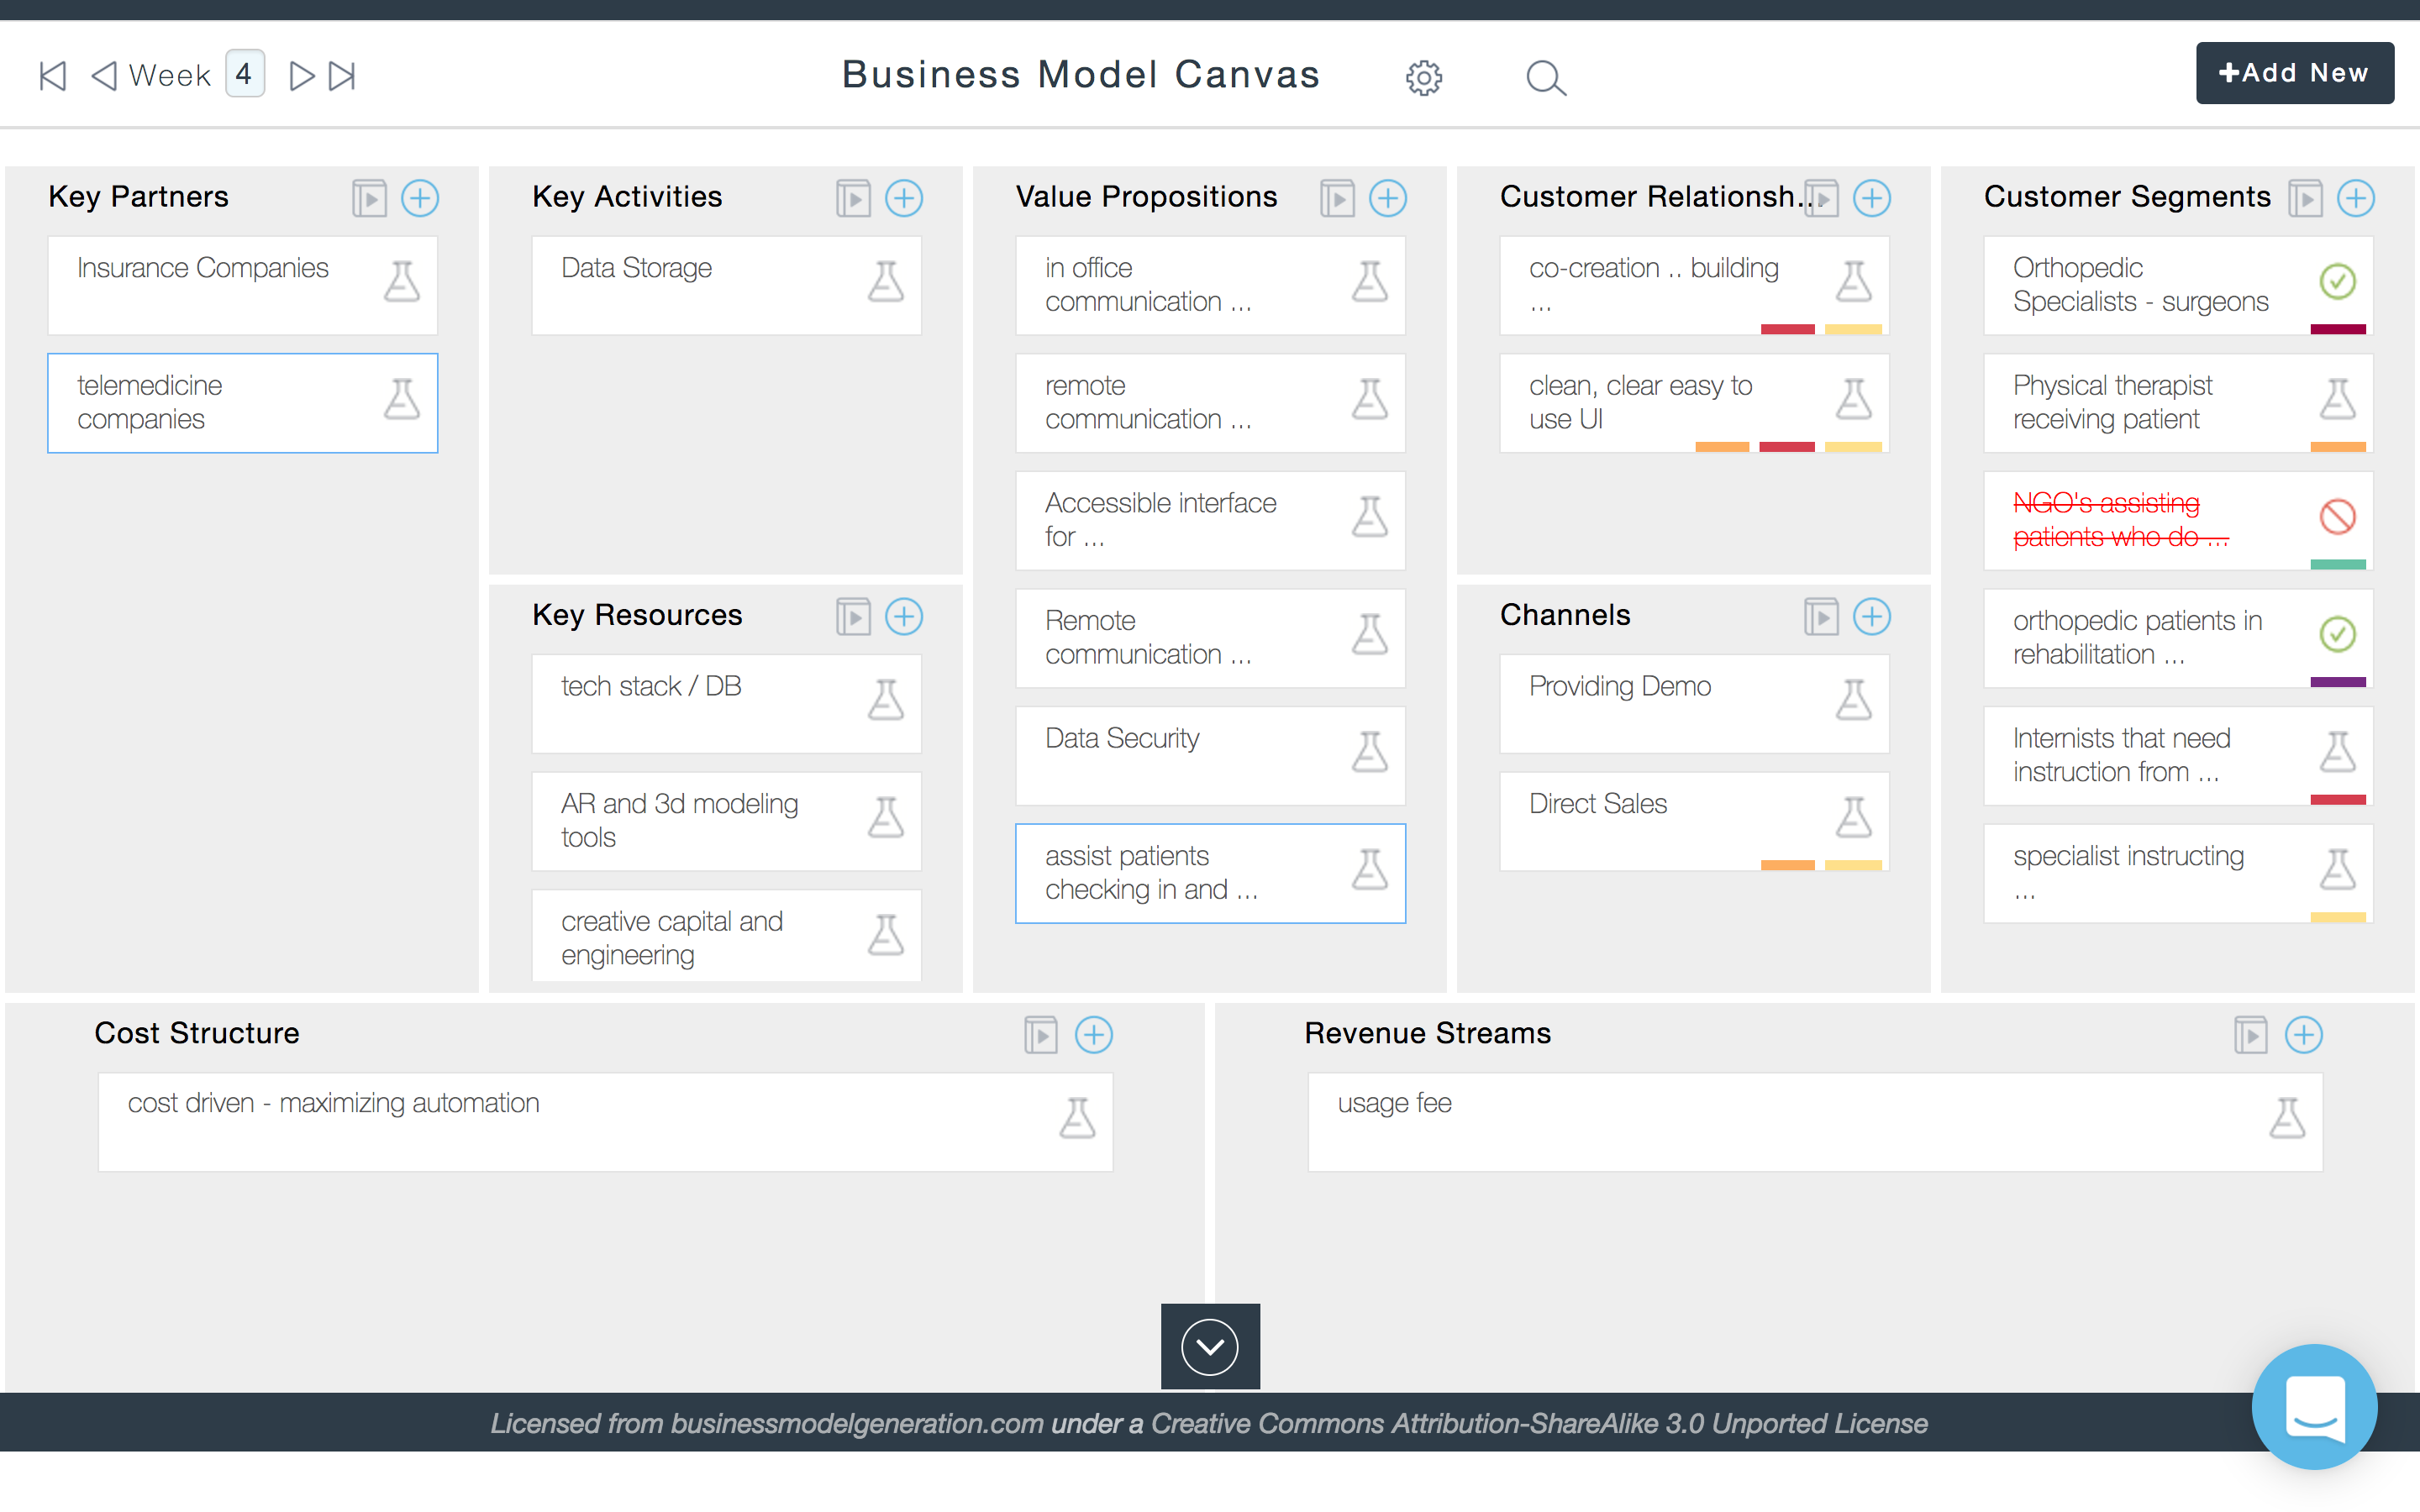 Week 4
Business Model Canvas
+Add New
Key Partners
Insurance Companies
telemedicine
companies
Key Activities
Data Storage
Key Resources
tech stack / DB
AR and 3d modeling
tools
creative capital and
engineering
Value Propositions
in office
communication ...
remote
communication ...
Accessible interface
for ...
Remote
communication ...
Data Security
assist patients
checking in and ...
Customer Relationsh...
co-creation .. building
...
clean, clear easy to
use UI
Channels
Providing Demo
Direct Sales
Customer Segments
Orthopedic
Specialists - surgeons
Physical therapist
receiving patient
NGO's assisting
patients who do ...
orthopedic patients in
rehabilitation ...
Internists that need
instruction from ...
specialist instructing
...
Cost Structure
cost driven - maximizing automation
Revenue Streams
usage fee
Licensed from businessmodelgeneration.com under a Creative Commons Attribution-ShareAlike 3.0 Unported License